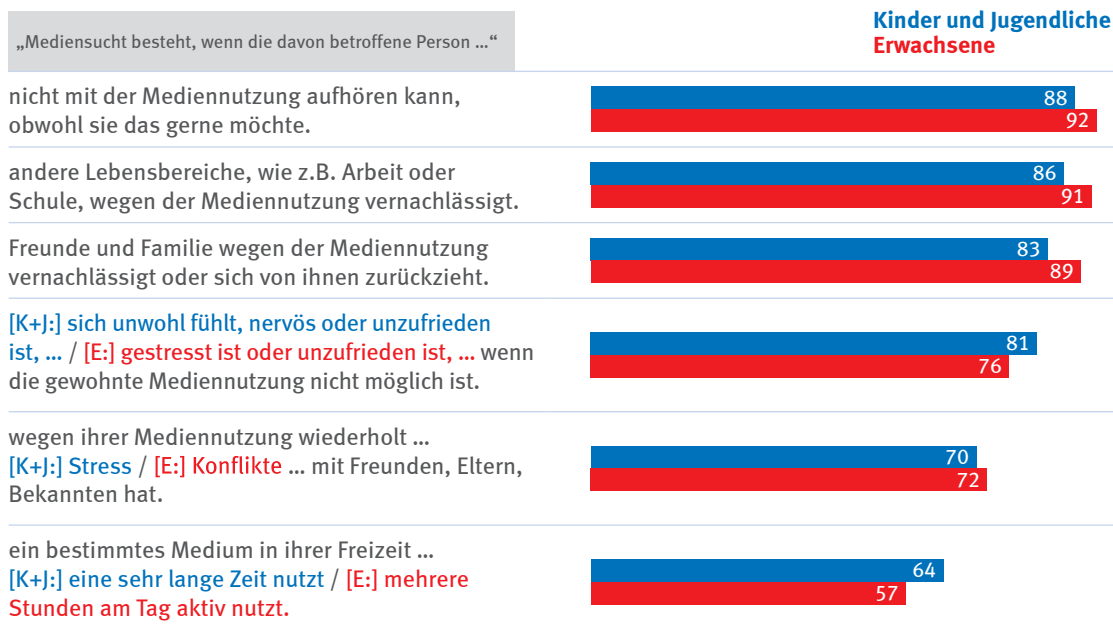 „Mediensucht besteht, wenn die davon betroffene Person ...“
Kinder und Jugendliche
Erwachsene
nicht mit der Mediennutzung aufhören kann,
obwohl sie das gerne möchte.
88
92
andere Lebensbereiche, wie z.B. Arbeit oder
Schule, wegen der Mediennutzung vernachlässigt.
86
91
Freunde und Familie wegen der Mediennutzung
vernachlässigt oder sich von ihnen zurückzieht.
83
89
[K+J:] sich unwohl fühlt, nervös oder unzufrieden
ist, ... / [E:] gestresst ist oder unzufrieden ist, ... wenn
die gewohnte Mediennutzung nicht möglich ist.
81
76
wegen ihrer Mediennutzung wiederholt ...
[K+J:] Stress / [E:] Konflikte ... mit Freunden, Eltern,
Bekannten hat.
70
72
ein bestimmtes Medium in ihrer Freizeit ...
[K+J:] eine sehr lange Zeit nutzt / [E:] mehrere
Stunden am Tag aktiv nutzt.
64
57